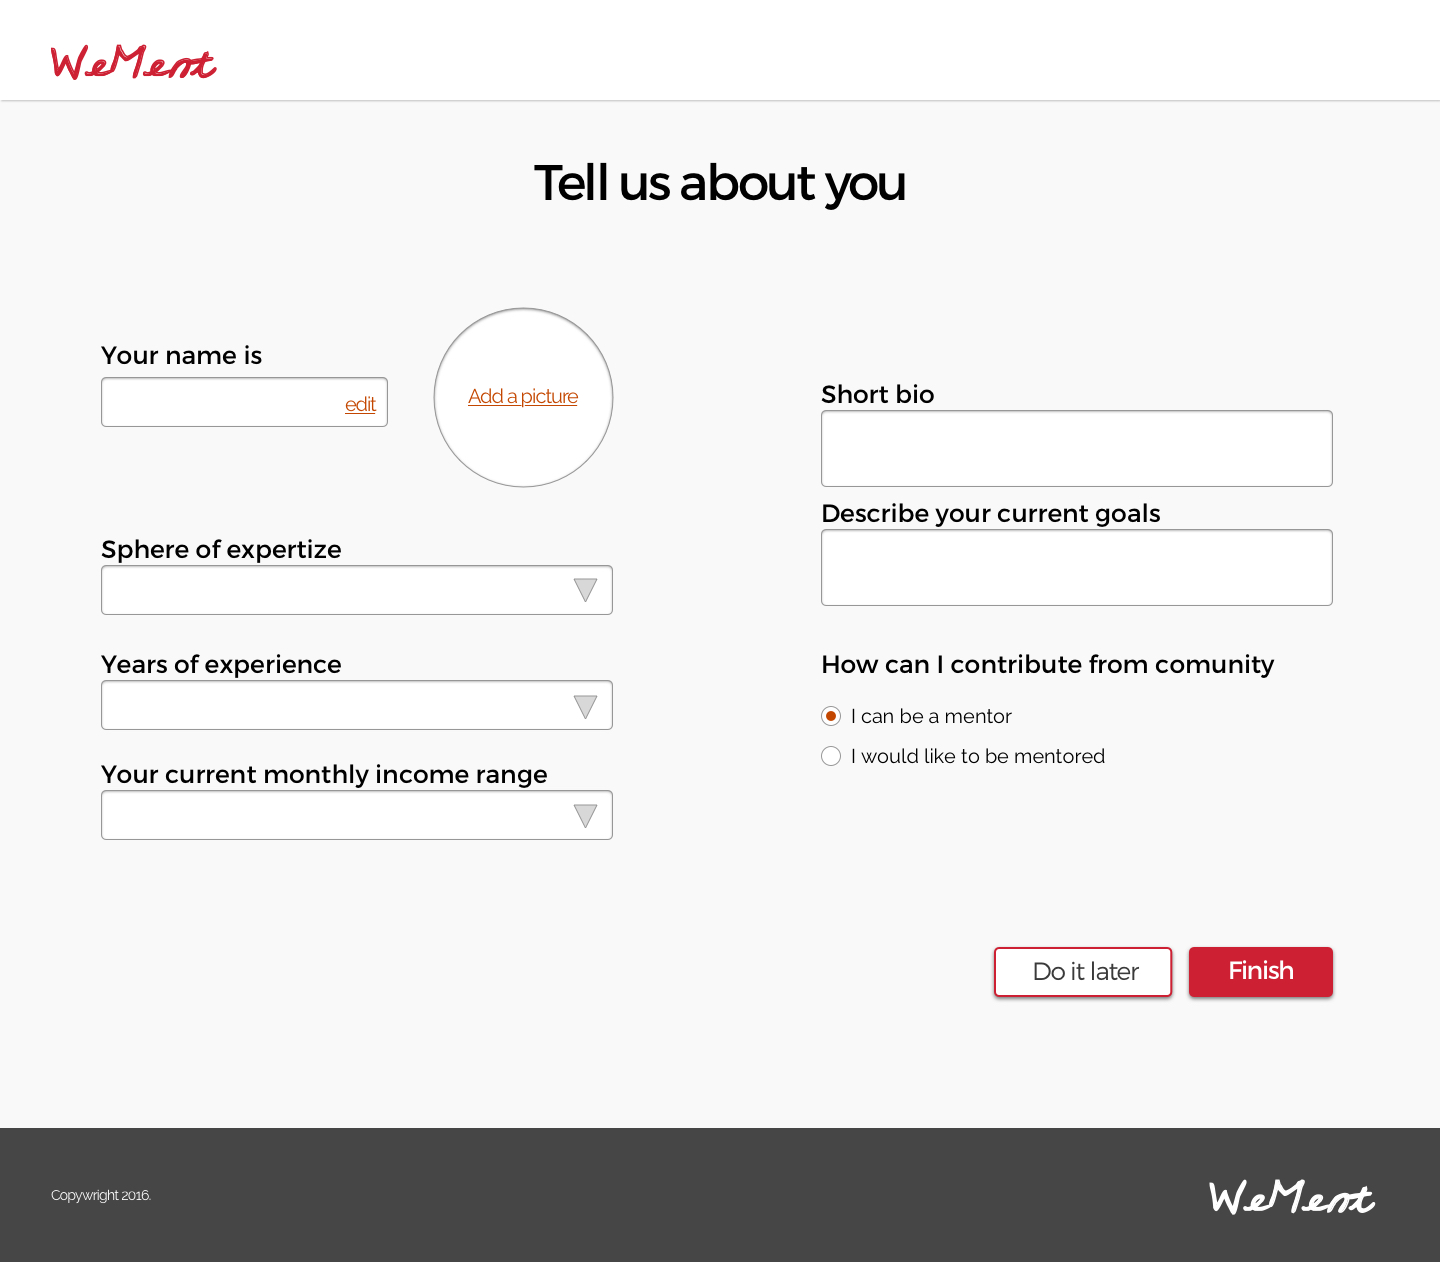 WeMent
Tell us about you
Your name is
edit
Add a picture
Sphere of expertize
Years of experience
Your current monthly income range
Short bio
Describe your current goals
How can I contribute from comunity
I can be a mentor
I would like to be mentored
Do it later
Finish
Copywright 2016.
WeMent